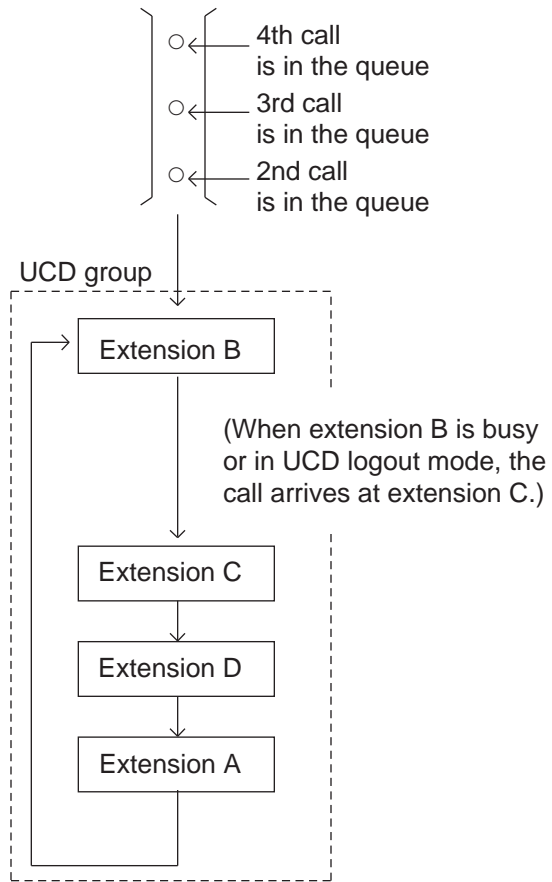 4th call
is in the queue
3rd call
is in the queue
2nd call
is in the queue
UCD group
Extension B
(When extension B is busy
or in UCD logout mode, the
call arrives at extension C.)
Extension C
Extension D
Extension A